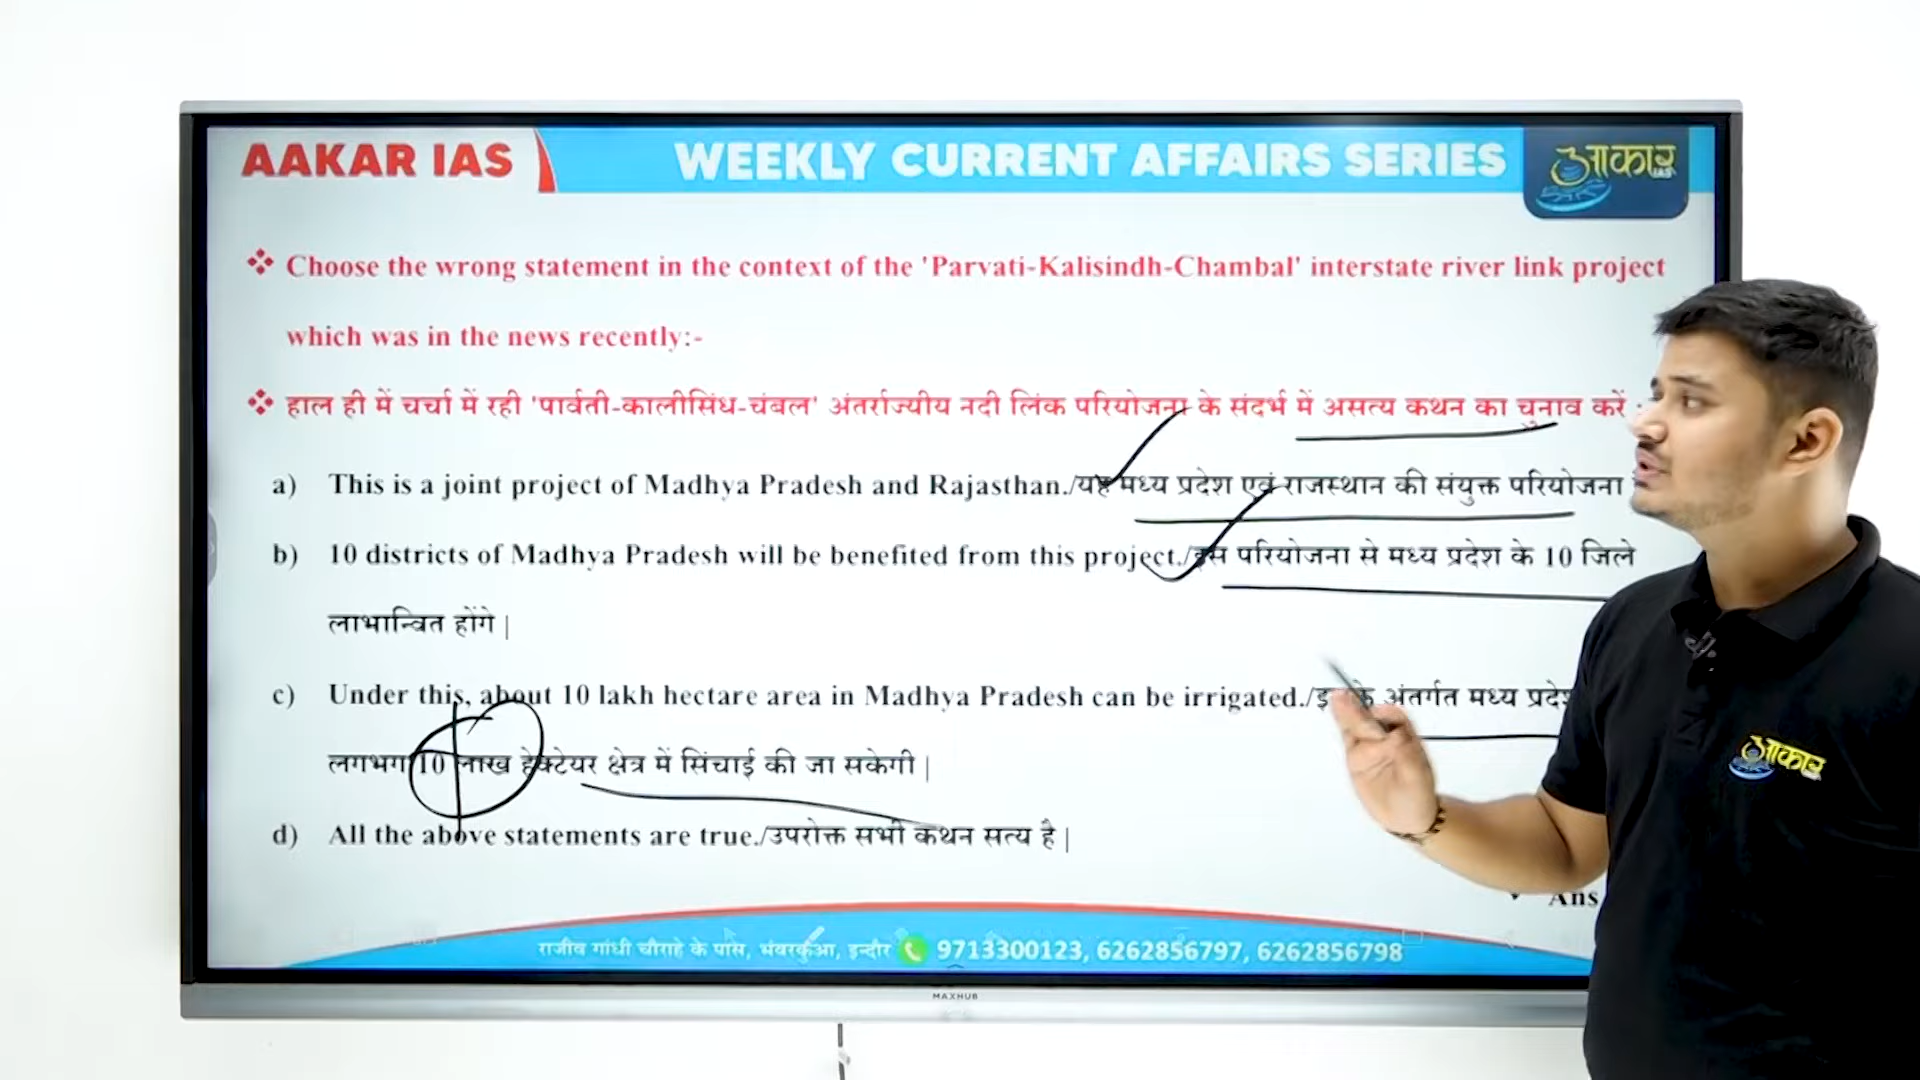 AAKAR IAS WEEKLY CURRENT AFFAIRS SERIES आकार IAS
❖ Choose the wrong statement in the context of the 'Parvati-Kalisindh-Chambal' interstate river link project
which was in the news recently:-
❖ हाल ही में चर्चा में रही 'पार्वती-कालीसिंध-चंबल' अंतर्राज्यीय नदी लिंक परियोजना के संदर्भ में असत्य कथन का चुनाव करें :
a) This is a joint project of Madhya Pradesh and Rajasthan./यह मध्य प्रदेश एवं राजस्थान की संयुक्त परियोजना
b) 10 districts of Madhya Pradesh will be benefited from this project./इस परियोजना से मध्य प्रदेश के 10 जिले
लाभान्वित होंगे |
c) Under this, about 10 lakh hectare area in Madhya Pradesh can be irrigated./इसके अंतर्गत मध्य प्रदेश
लगभग 10 लाख हेक्टेयर क्षेत्र में सिंचाई की जा सकेगी |
d) All the above statements are true./उपरोक्त सभी कथन सत्य है |
Ans
राजीव गांधी चौराहे के पास, भंवरकुंआ, इन्दौर 9713300123, 6262856797, 6262856798
MAXHUB
आकार